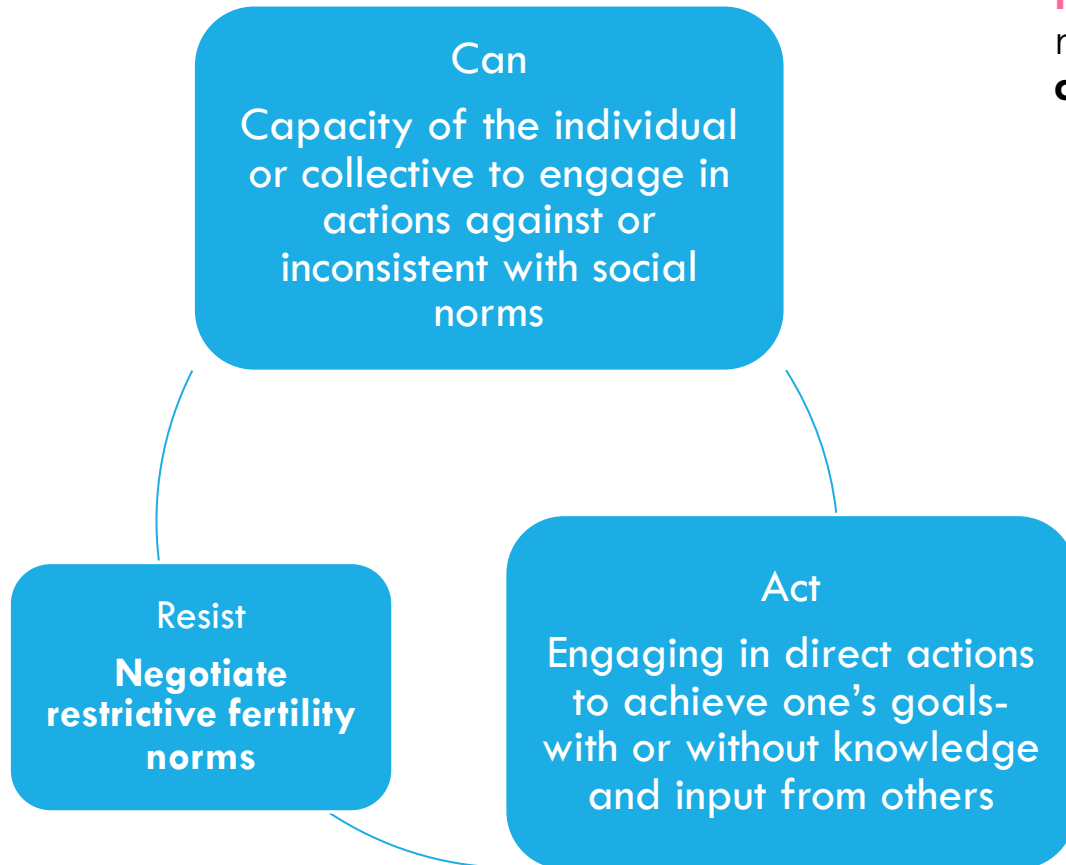 Can
Capacity of the individual
or collective to engage in
actions against or
inconsistent with social
norms
Resist
Negotiate
restrictive fertility
norms
Act
Engaging in direct actions
to achieve one’s goals-
with or without knowledge
and input from others